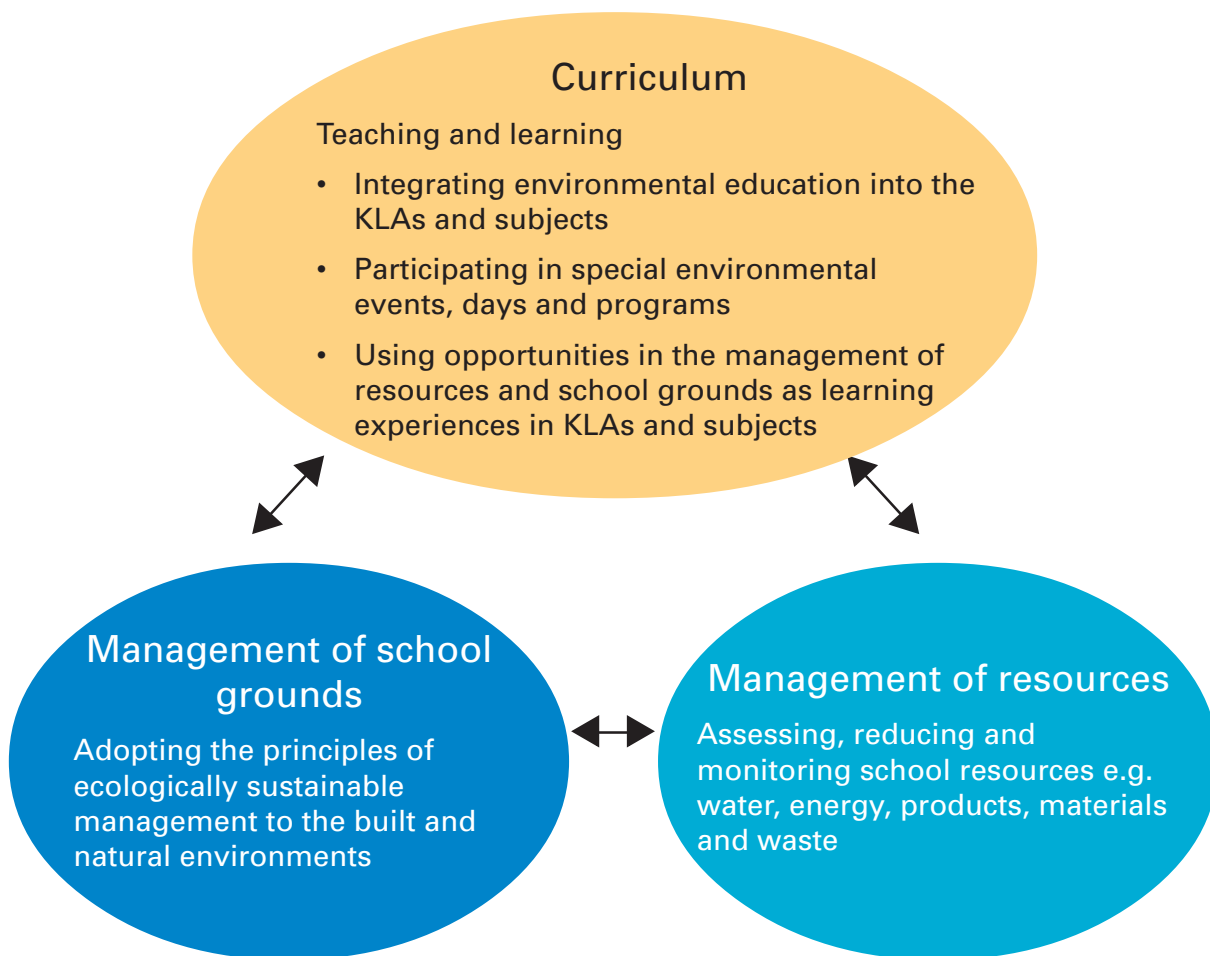 Curriculum
Teaching and learning
• Integrating environmental education into the
KLAs and subjects
• Participating in special environmental
events, days and programs
• Using opportunities in the management of
resources and school grounds as learning
experiences in KLAs and subjects
Management of school
grounds
Adopting the principles of
ecologically sustainable
management to the built and
natural environments
Management of resources
Assessing, reducing and
monitoring school resources e.g.
water, energy, products, materials
and waste